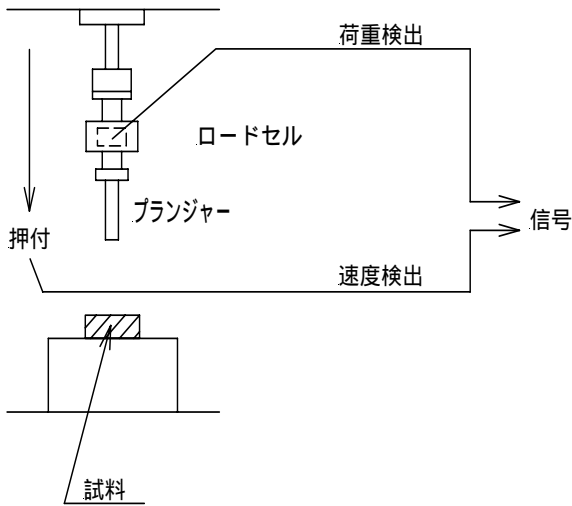 荷重検出
ロードセル
プランジャー
信号
押付
速度検出
試料